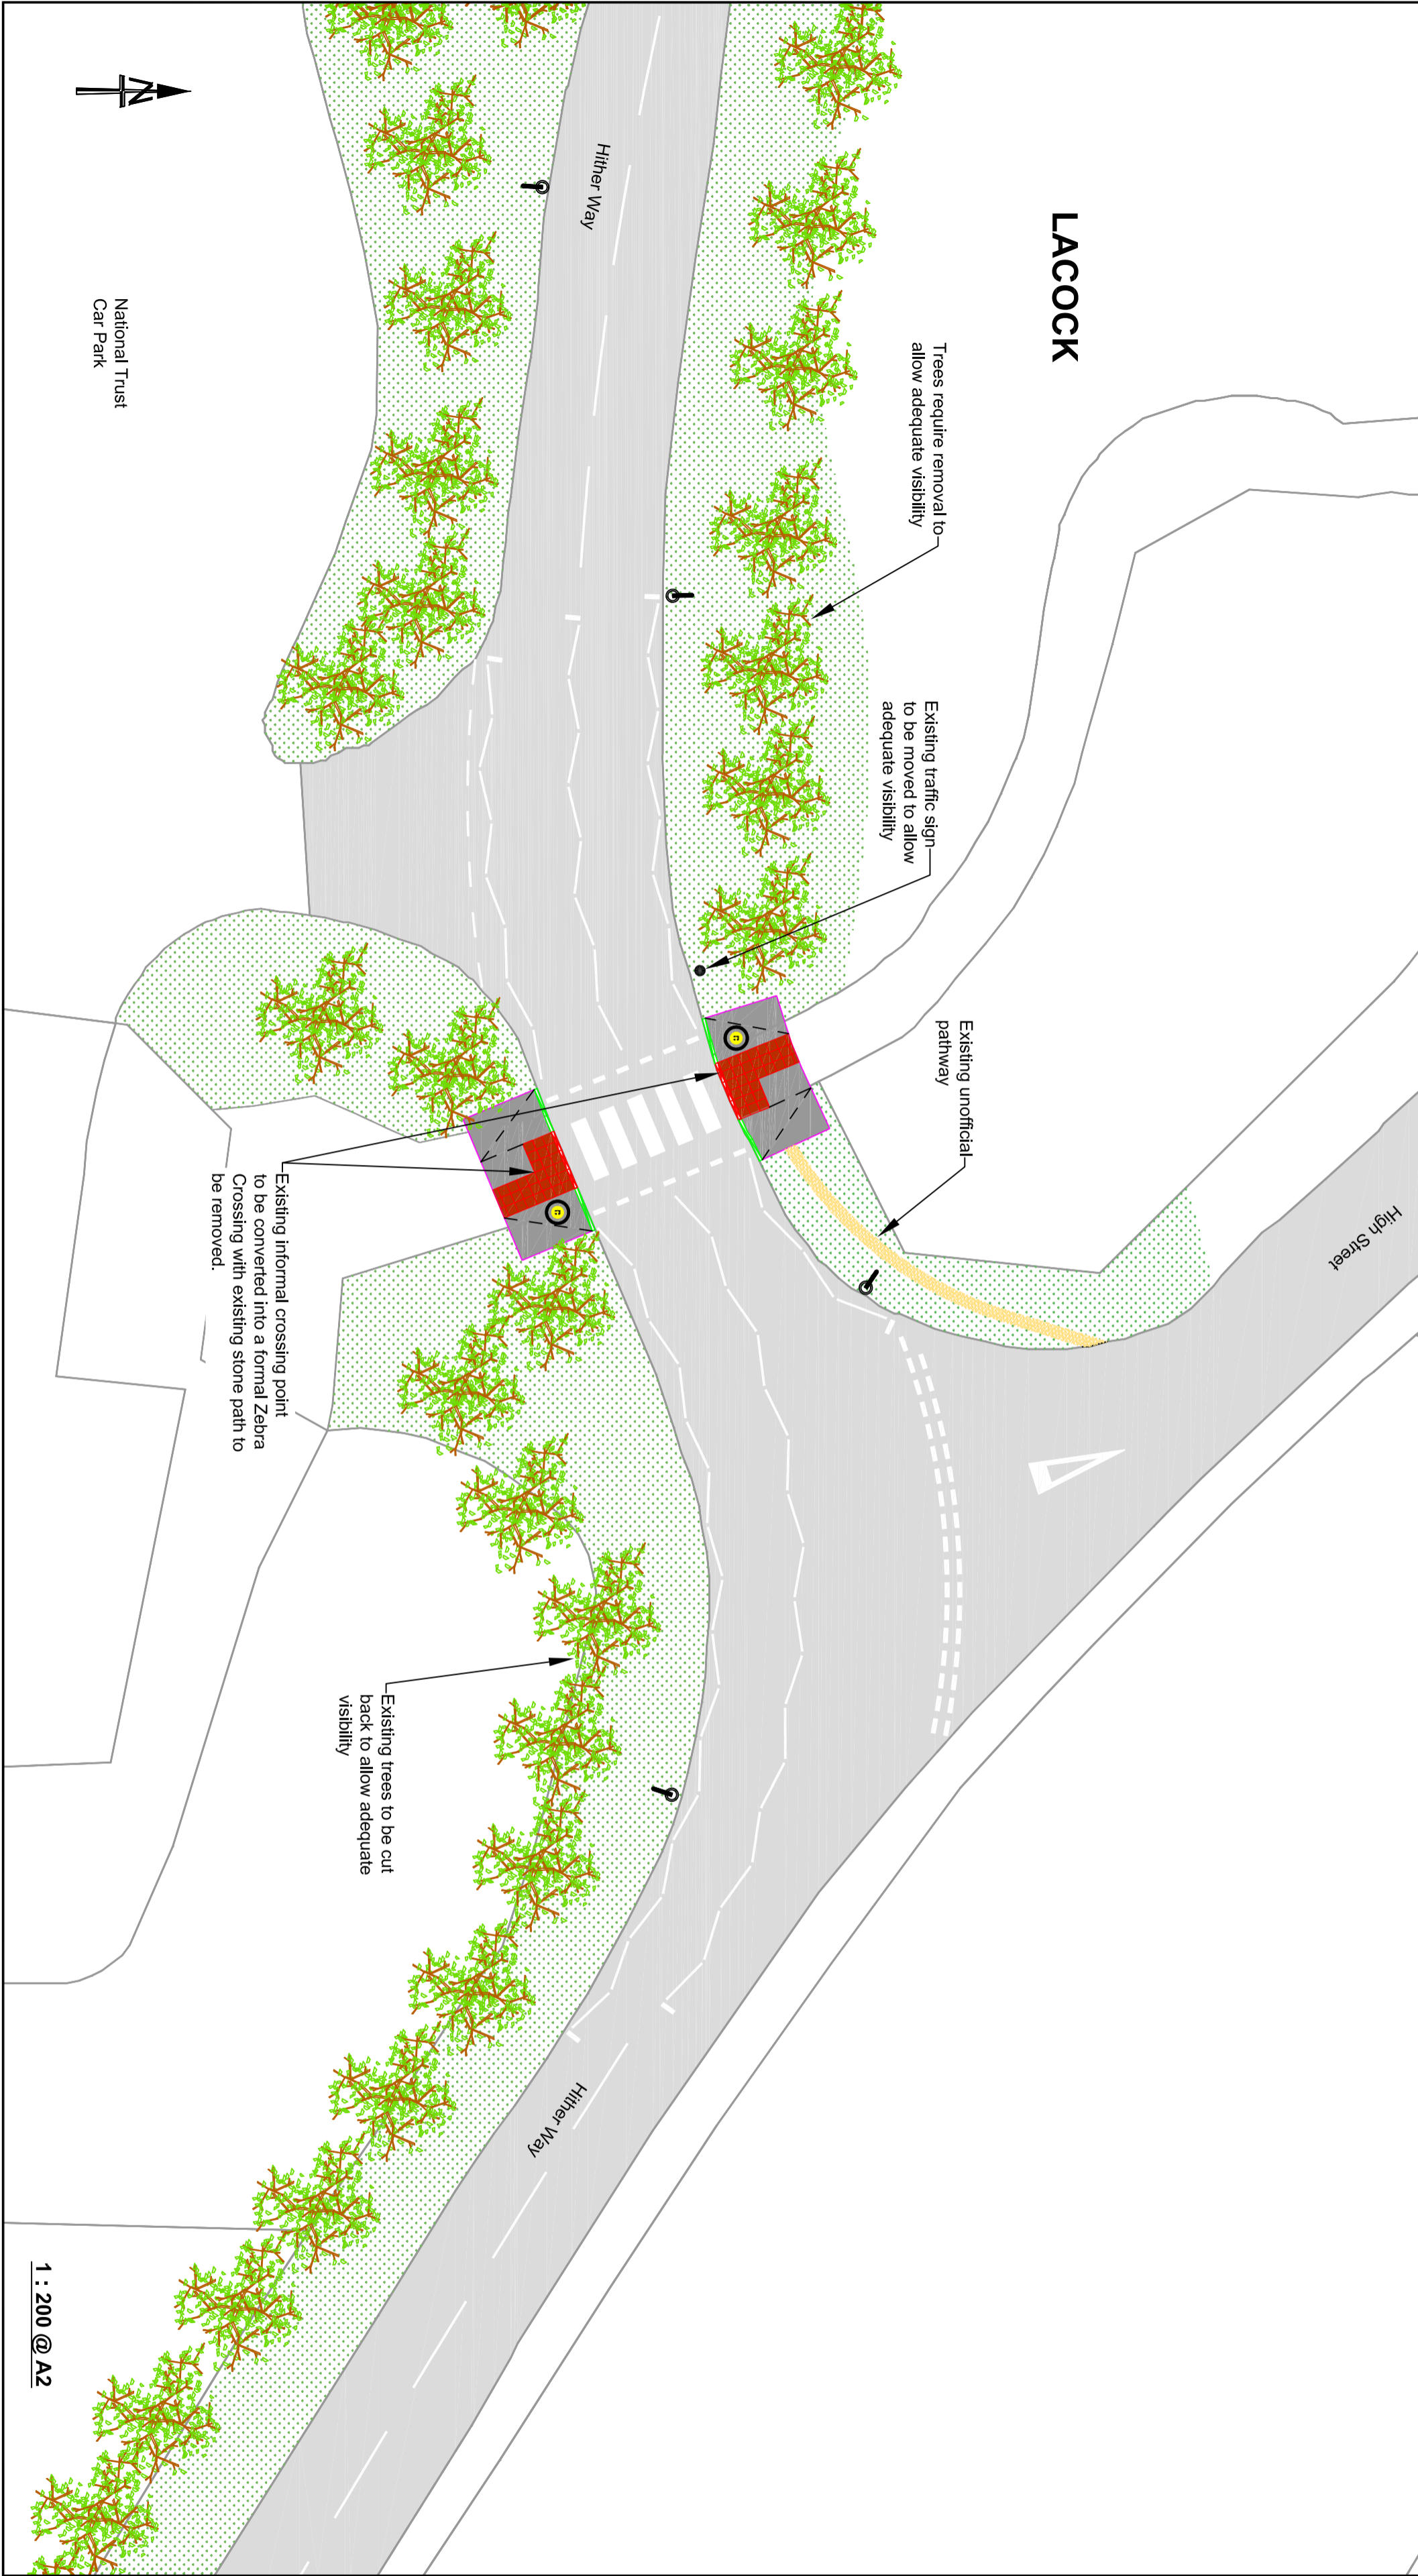 LACOCK
High Street
Trees require removal to
allow adequate visibility
Existing traffic sign
to be moved to allow
adequate visibility
Existing unofficial
pathway
Hither Way
Hither Way
Existing trees to be cut
back to allow adequate
visibility
Existing informal crossing point
to be converted into a formal Zebra
Crossing with existing stone path to
be removed.
National Trust
Car Park
N
1 : 200 @ A2